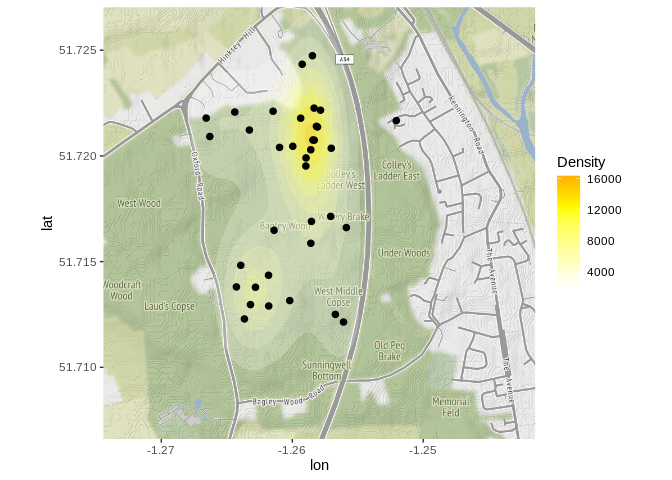 51.725
51.720
51.715
51.710
lat
-1.27
-1.26
-1.25
lon
Density
16000
12000
8000
4000
Hinksey Hill
A34
Kennington Road
Oxford Road
Colley's
Ladder West
Colley's
Ladder East
West Wood
Bagley Wood
Brake
Under Woods
The Avenue
Woodcraft
Wood
Laud's Copse
West Middle
Copse
Old Peg
Brake
Sunningwell
Bottom
The Avenue
Bagley Wood Road
Memorial
Field